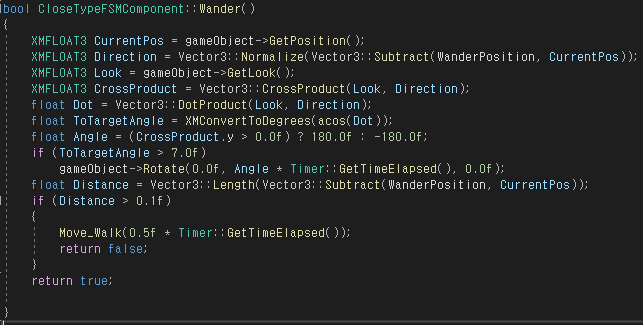 bool CloseTypeFSMComponent::Wander()
{
XMFLOAT3 CurrentPos = gameObject->GetPosition();
XMFLOAT3 Direction = Vector3::Normalize(Vector3::Subtract(WanderPosition, CurrentPos));
XMFLOAT3 Look = gameObject->GetLook();
XMFLOAT3 CrossProduct = Vector3::CrossProduct(Look, Direction);
float Dot = Vector3::DotProduct(Look, Direction);
float ToTargetAngle = XMConvertToDegrees(acos(Dot));
float Angle = (CrossProduct.y > 0.0f) ? 180.0f : -180.0f;
if (ToTargetAngle > 7.0f)
gameObject->Rotate(0.0f, Angle * Timer::GetTimeElapsed(), 0.0f);
float Distance = Vector3::Length(Vector3::Subtract(WanderPosition, CurrentPos));
if (Distance > 0.1f)
{
Move_Walk(0.5f * Timer::GetTimeElapsed());
return false;
}
return true;
}